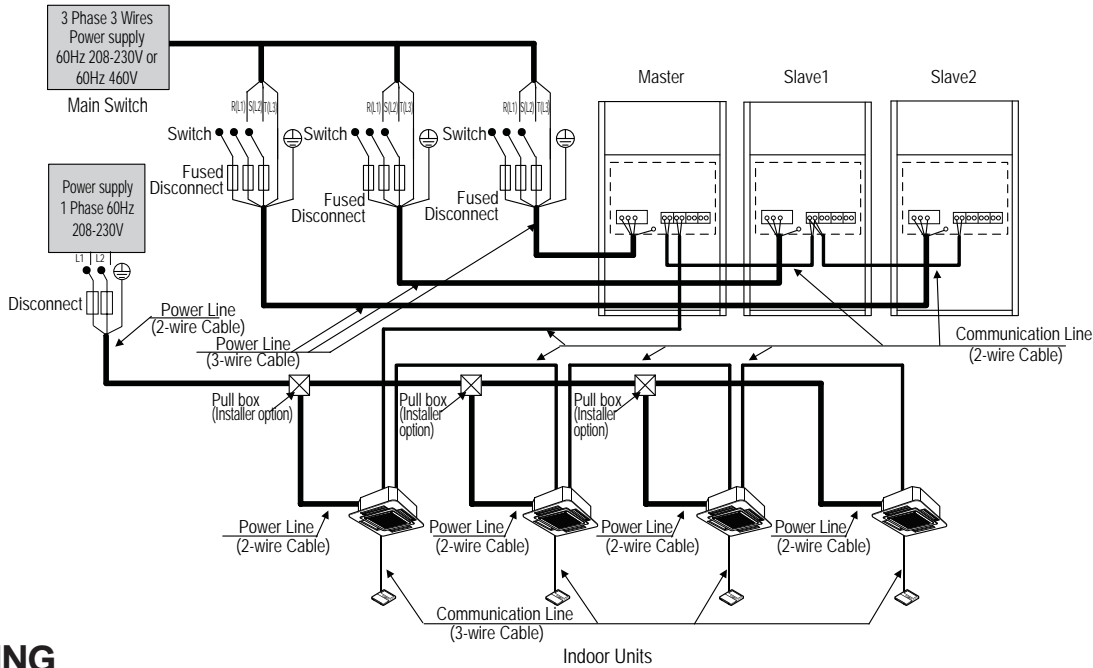 3 Phase 3 Wires
Power supply
60Hz 208-230V or
60Hz 460V
Main Switch
Master
Slave1
Slave2
R(L1) S(L2) T(L3)
R(L1) S(L2) T(L3)
R(L1) S(L2) T(L3)
Switch
Switch
Switch
Fused
Disconnect
Fused
Disconnect
Fused
Disconnect
Power supply
1 Phase 60Hz
208-230V
L1 L2
Disconnect
Power Line
(2-wire Cable)
Power Line
(3-wire Cable)
Communication Line
(2-wire Cable)
Pull box
(Installer option)
Pull box
(Installer
option)
Pull box
(Installer
option)
Power Line
(2-wire Cable)
Power Line
(2-wire Cable)
Power Line
(2-wire Cable)
Power Line
(2-wire Cable)
Communication Line
(3-wire Cable)
Indoor Units
NG